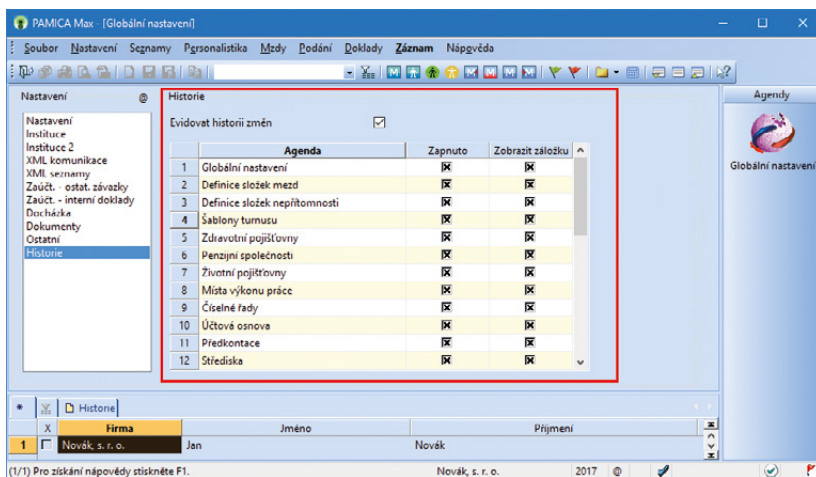 PAMICA Max - [Globální nastavení]
Soubor Nastavení Seznamy Personalistika Mzdy Podání Doklady Záznam Nápověda
Nastavení @
Nastavení
Instituce
Instituce 2
XML komunikace
XML seznamy
Zaúčt. - ostat. závazky
Zaúčt. - interní doklady
Docházka
Dokumenty
Ostatní
Historie
Historie
Evidovat historii změn
Agenda Zapnuto Zobrazit záložku
1 Globální nastavení
2 Definice složek mezd
3 Definice složek nepřítomnosti
4 Šablony turnusu
5 Zdravotní pojišťovny
6 Penzijní společnosti
7 Životní pojišťovny
8 Místa výkonu práce
9 Číselné řady
10 Účtová osnova
11 Předkontace
12 Střediska
Agendy
Globální nastavení
* Historie
X Firma Jméno Příjmení
1 Novák, s. r. o. Jan Novák
(1/1) Pro získání nápovědy stiskněte F1. Novák, s. r. o. 2017 @